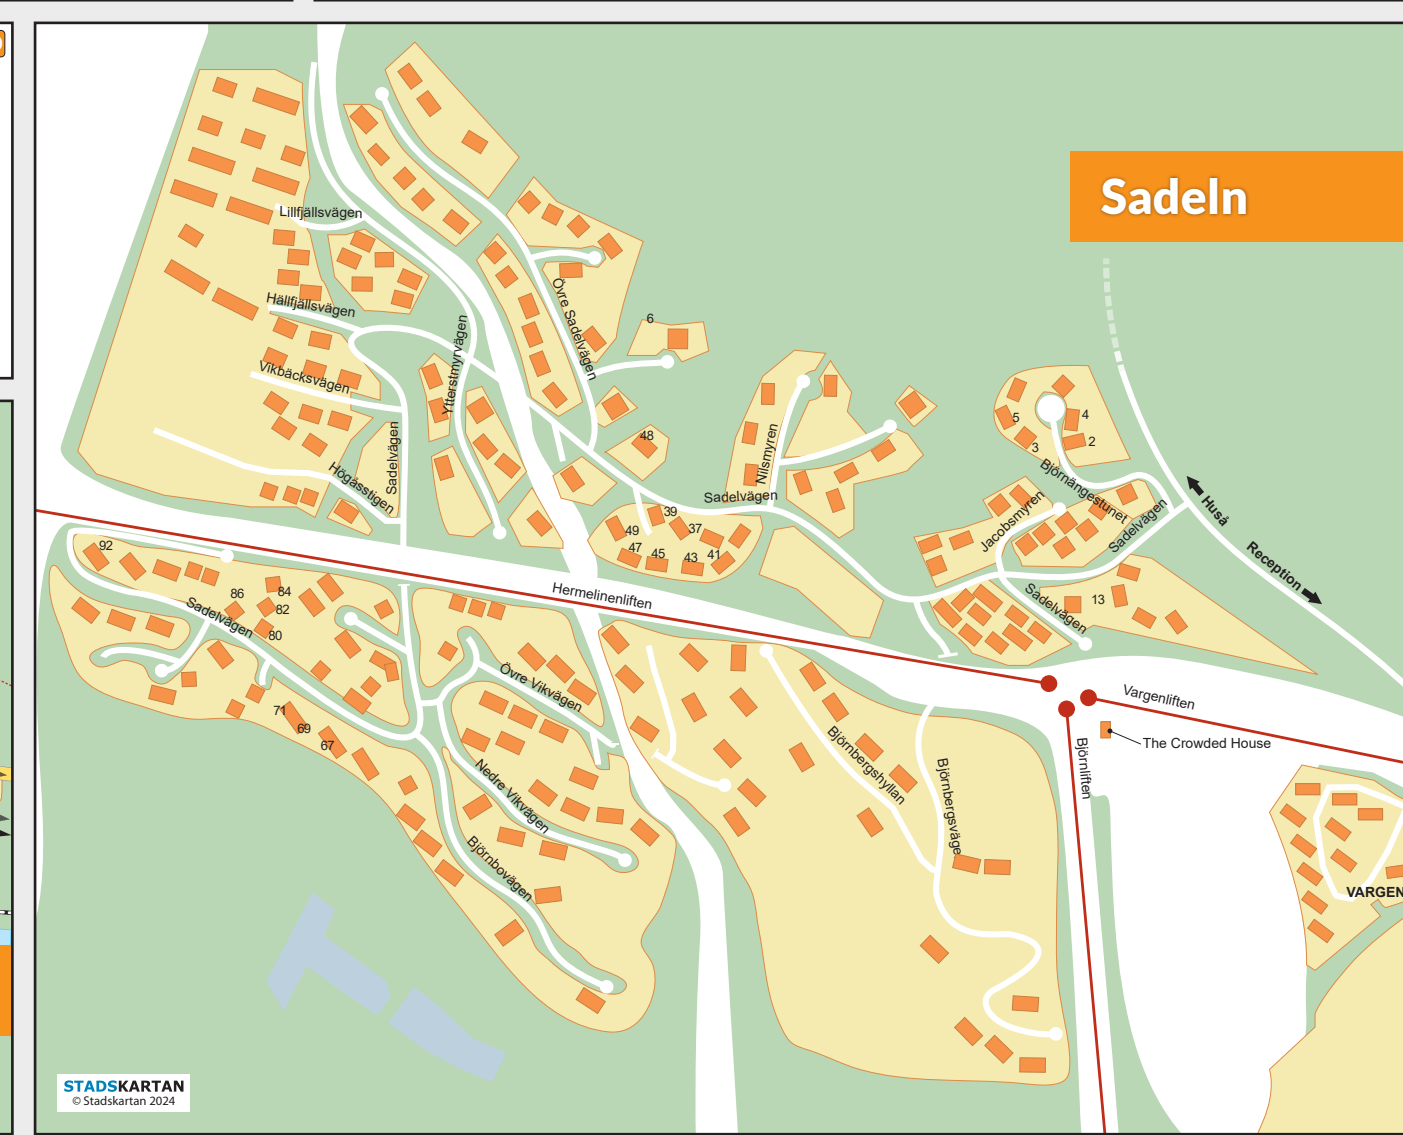 Sadeln
Lillfjällsvägen
Hällfjällsvägen
Övre Sadelvägen
6
Ytterstmyrvägen
Vikbäcksvägen
Sadelvägen
Högåsstigen
48
Nilsmyren
Sadelvägen
5
4
3
2
Björnängestunet
Huså
Jacobsmyren
Sadelvägen
Reception
39
49
37
47
45
43
41
92
Hermelinenliften
86
84
82
80
Sadelvägen
Sadelvägen
13
Övre Vikvägen
71
69
67
Vargenliften
The Crowded House
Björnliften
Björnbergshyllan
Björnbergsväge
Nedre Vikvägen
Björnbovägen
VARGEN
STADSKARTAN
© Stadskartan 2024